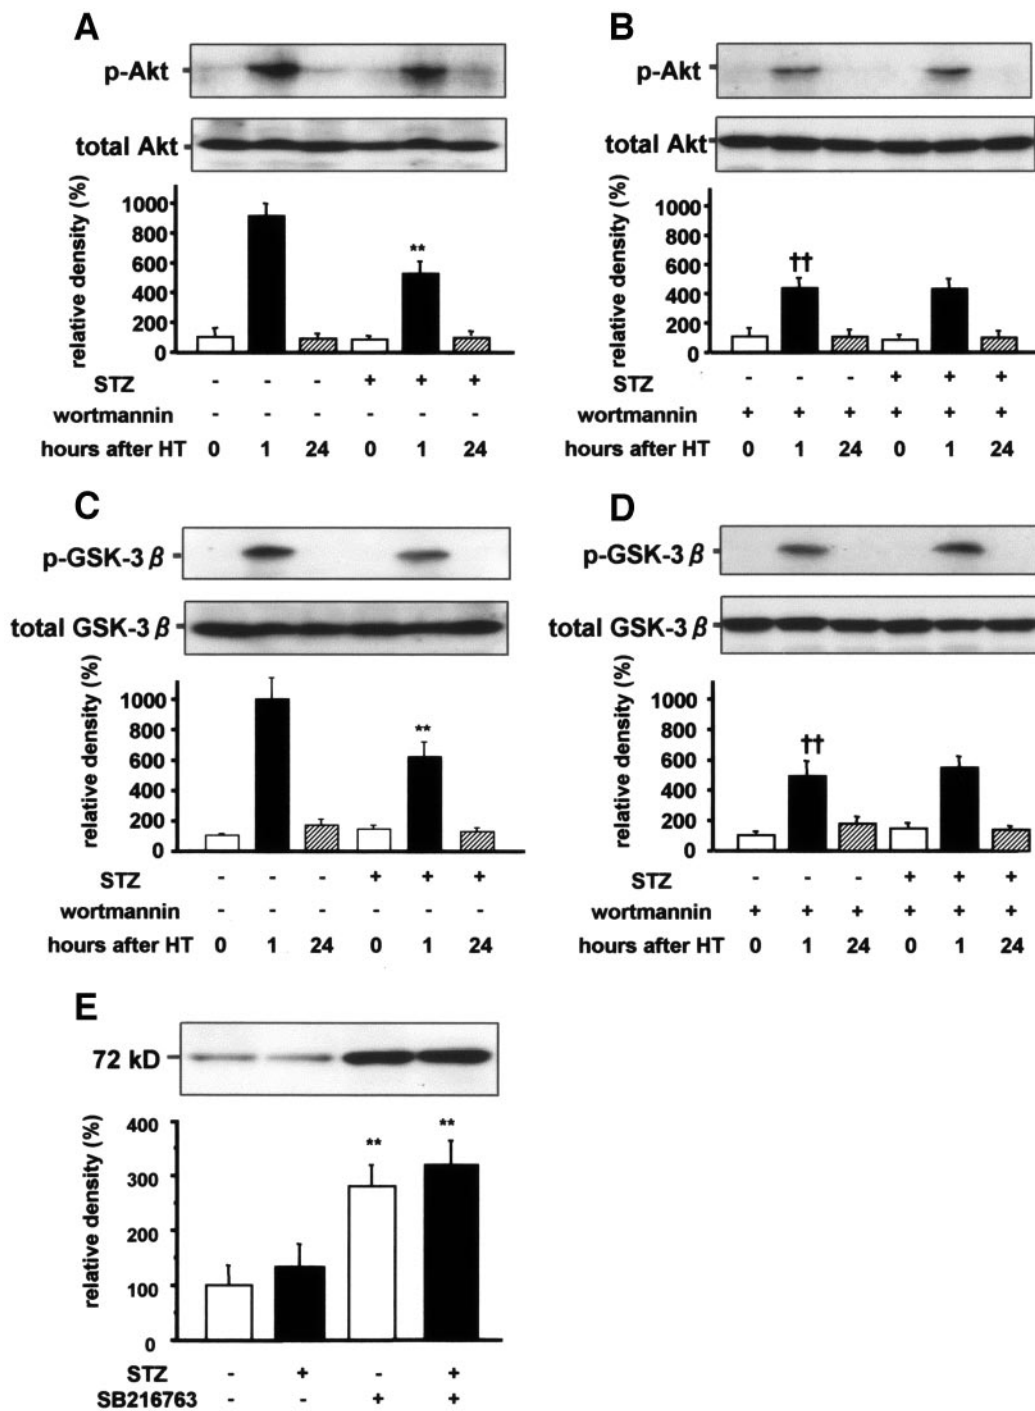 A
p-Akt
total Akt
relative density (%)
1000
800
600
400
200
0
**
STZ - - - + + +
wortmannin - - - - - -
hours after HT 0 1 24 0 1 24
B
p-Akt
total Akt
relative density (%)
1000
800
600
400
200
0
††
STZ - - - + + +
wortmannin + + + + + +
hours after HT 0 1 24 0 1 24
C
p-GSK-3 β
total GSK-3 β
relative density (%)
1000
800
600
400
200
0
**
STZ - - - + + +
wortmannin - - - - - -
hours after HT 0 1 24 0 1 24
D
p-GSK-3 β
total GSK-3 β
relative density (%)
1000
800
600
400
200
0
††
STZ - - - + + +
wortmannin + + + + + +
hours after HT 0 1 24 0 1 24
E
72 kD
relative density (%)
400
300
200
100
0
** **
STZ - + - +
SB216763 - - + +